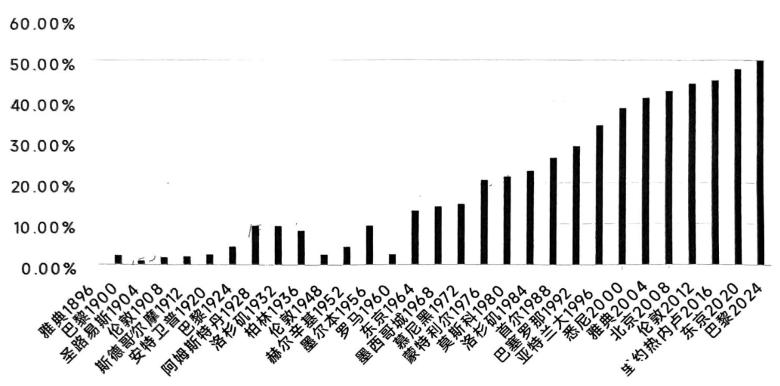 60.00%
50.00%
40.00%
30.00%
20.00%
10.00%
0.00%
雅典1896
巴黎1900
圣路易斯1904
伦敦1908
斯德哥尔摩1912
安特卫普1920
巴黎1924
阿姆斯特丹1928
洛杉矶1932
柏林1936
伦敦1948
赫尔辛基1952
墨尔本1956
罗马1960
东京1964
墨西哥城1968
慕尼黑1972
蒙特利尔1976
莫斯科1980
洛杉矶1984
首尔1988
巴塞罗那1992
亚特兰大1996
悉尼2000
雅典2004
北京2008
伦敦2012
里约热内卢2016
东京2020
巴黎2024